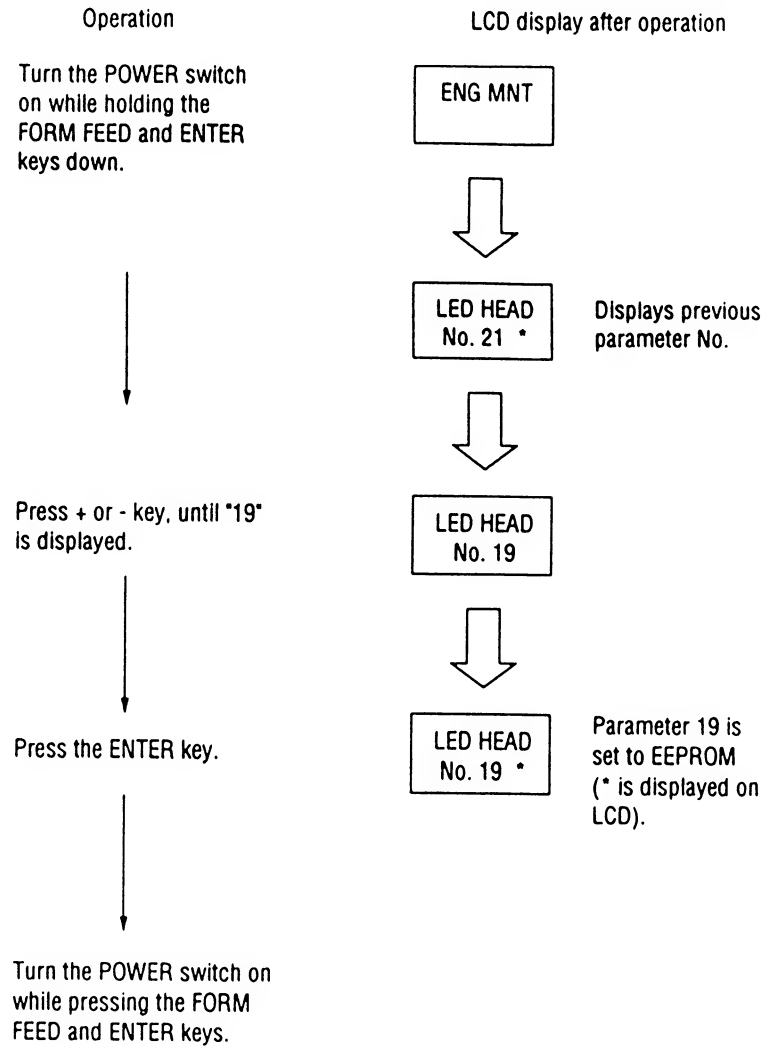 Operation
LCD display after operation
Turn the POWER switch
on while holding the
FORM FEED and ENTER
keys down.
ENG MNT
LED HEAD
No. 21 *
Displays previous
parameter No.
Press + or - key, until "19"
is displayed.
LED HEAD
No. 19
Press the ENTER key.
LED HEAD
No. 19 *
Parameter 19 is
set to EEPROM
(* is displayed on
LCD).
Turn the POWER switch on
while pressing the FORM
FEED and ENTER keys.